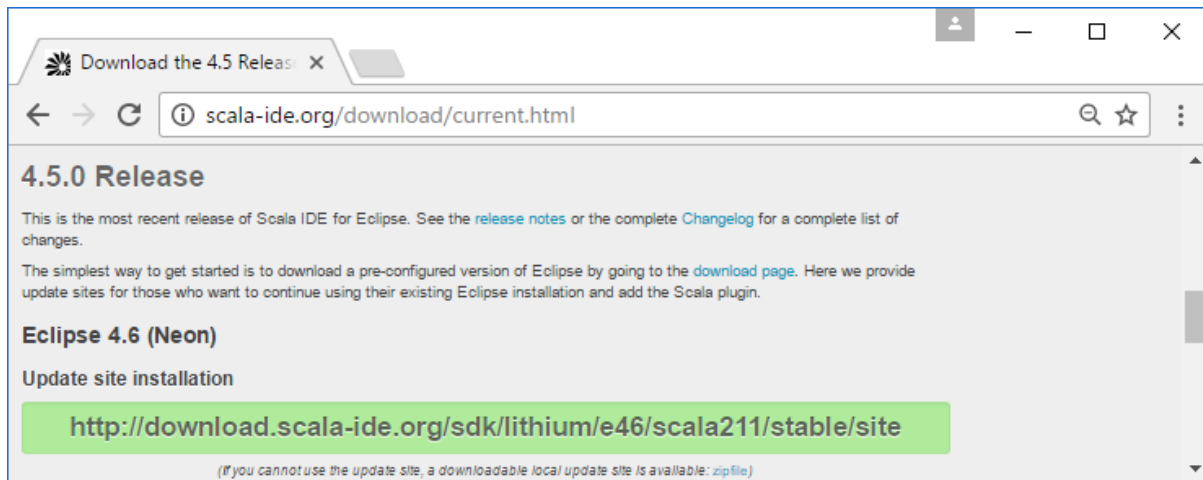 Download the 4.5 Releas
scala-ide.org/download/current.html
4.5.0 Release
This is the most recent release of Scala IDE for Eclipse. See the release notes or the complete Changelog for a complete list of
changes.
The simplest way to get started is to download a pre-configured version of Eclipse by going to the download page. Here we provide
update sites for those who want to continue using their existing Eclipse installation and add the Scala plugin.
Eclipse 4.6 (Neon)
Update site installation
http://download.scala-ide.org/sdk/lithium/e46/scala211/stable/site
(If you cannot use the update site, a downloadable local update site is available: zipfile)